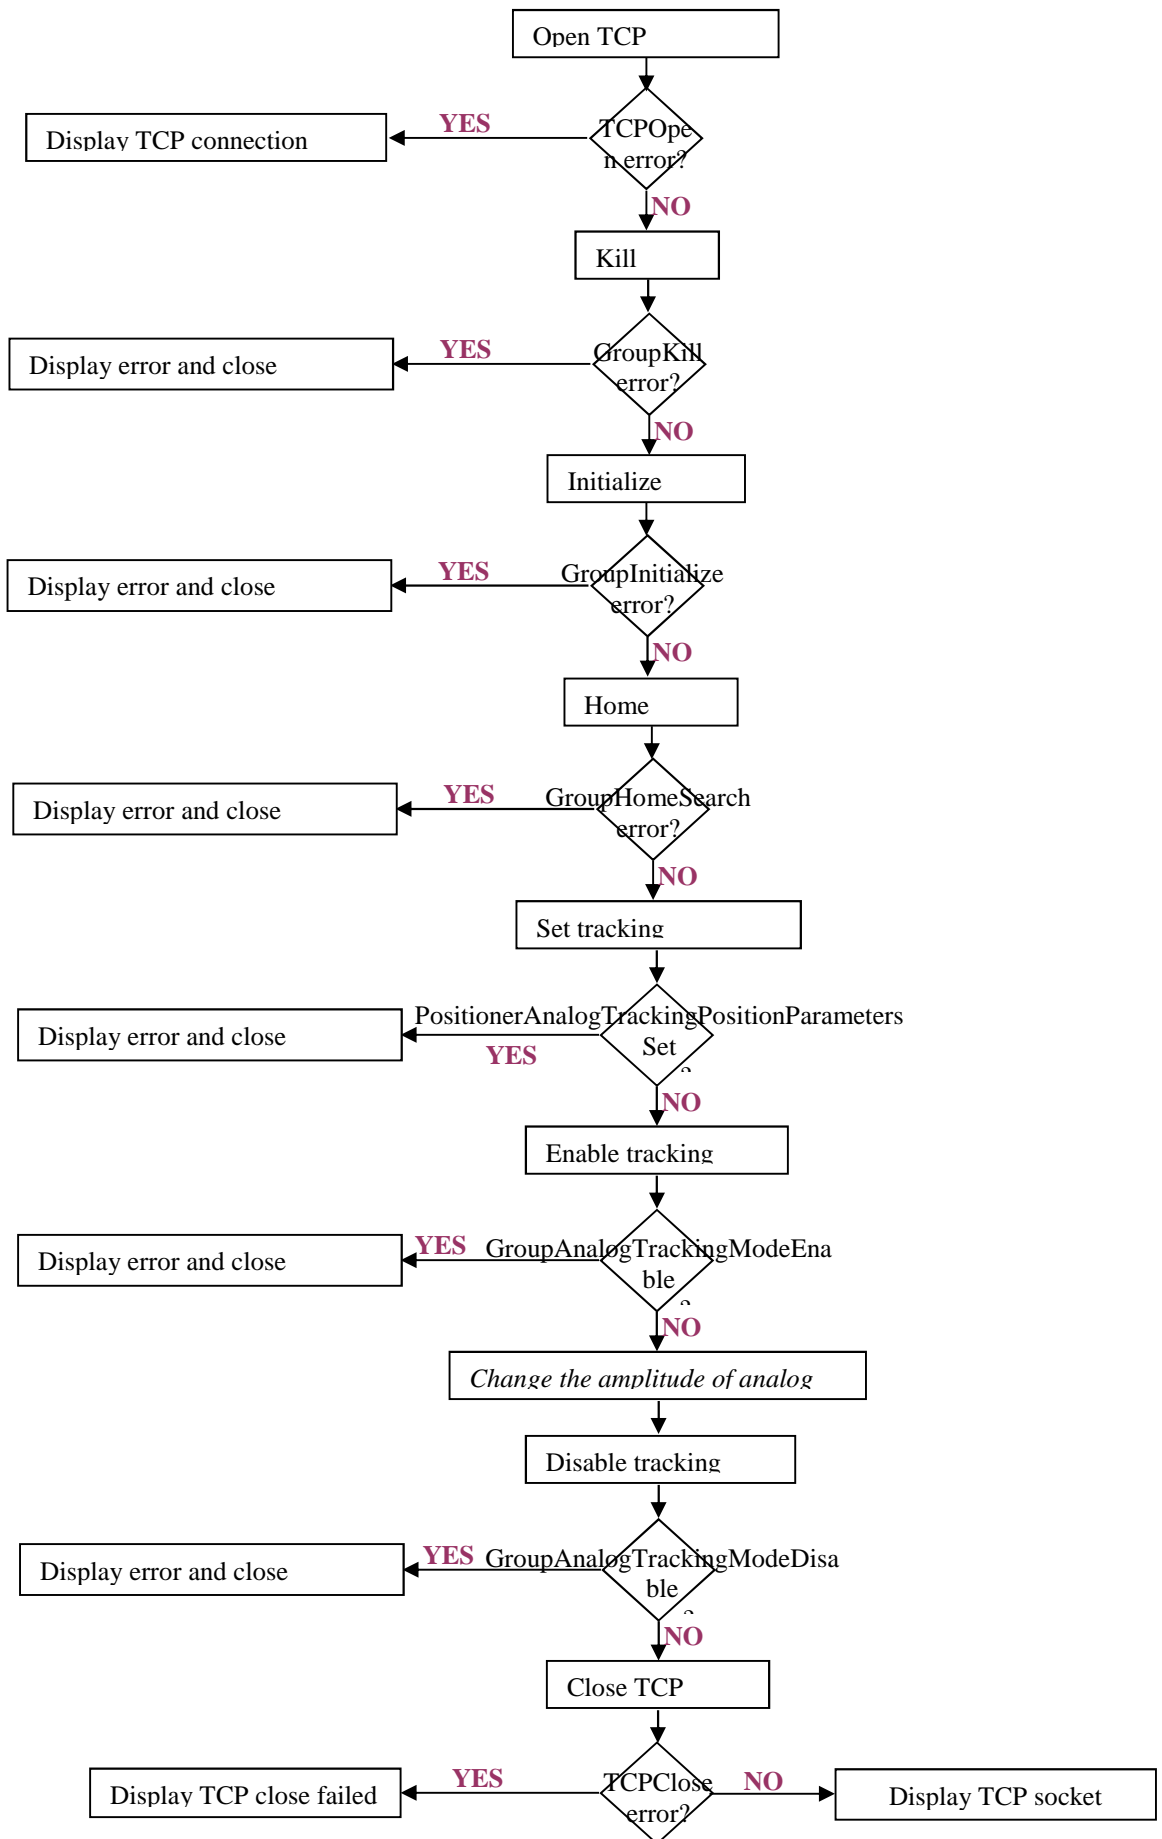 Open TCP
TCPOpe
n error?
YES
Display TCP connection
NO
Kill
GroupKill
error?
YES
Display error and close
NO
Initialize
GroupInitialize
error?
YES
Display error and close
NO
Home
GroupHomeSearch
error?
YES
Display error and close
NO
Set tracking
PositionerAnalogTrackingPositionParameters
Set
?
YES
Display error and close
NO
Enable tracking
GroupAnalogTrackingModeEna
ble
?
YES
Display error and close
NO
Change the amplitude of analog
Disable tracking
GroupAnalogTrackingModeDisa
ble
?
YES
Display error and close
NO
Close TCP
TCPClose
error?
YES
Display TCP close failed
NO
Display TCP socket